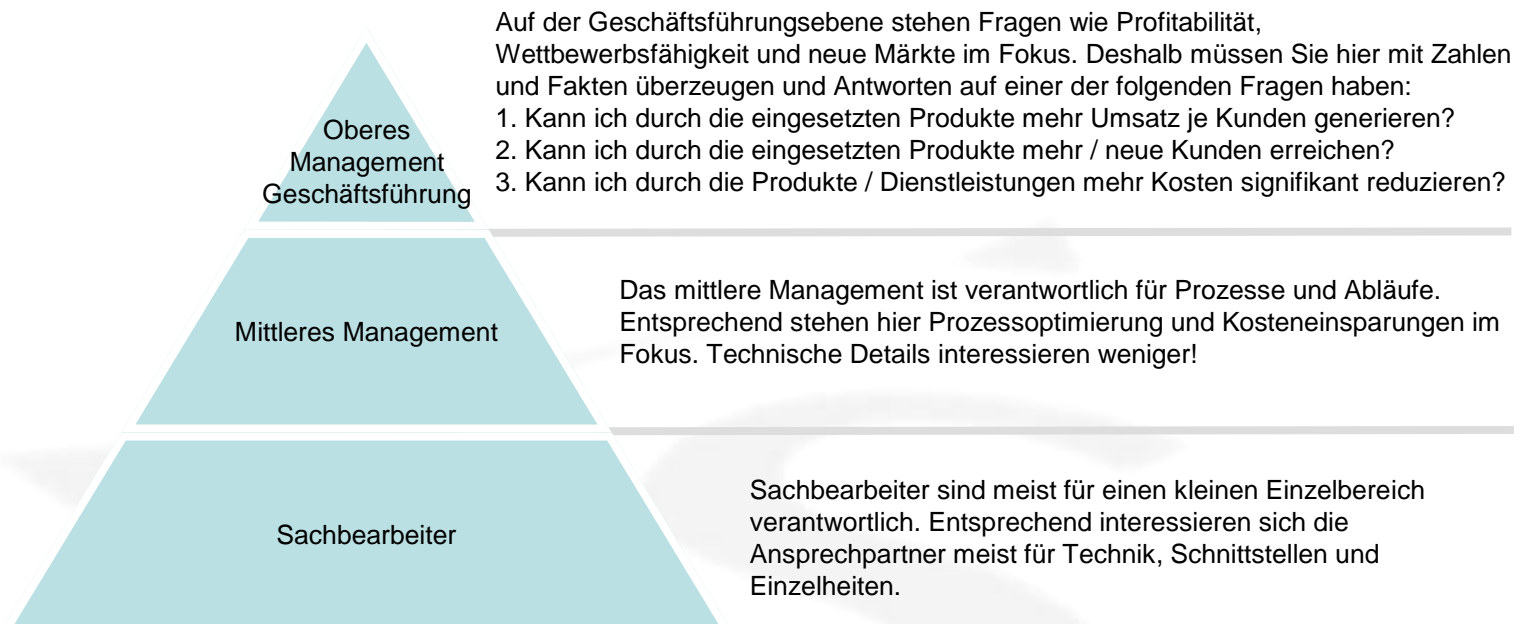 Auf der Geschäftsführungsebene stehen Fragen wie Profitabilität,
Wettbewerbsfähigkeit und neue Märkte im Fokus. Deshalb müssen Sie hier mit Zahlen
und Fakten überzeugen und Antworten auf einer der folgenden Fragen haben:
1. Kann ich durch die eingesetzten Produkte mehr Umsatz je Kunden generieren?
2. Kann ich durch die eingesetzten Produkte mehr / neue Kunden erreichen?
3. Kann ich durch die Produkte / Dienstleistungen mehr Kosten signifikant reduzieren?
Oberes
Management
Geschäftsführung
Das mittlere Management ist verantwortlich für Prozesse und Abläufe.
Entsprechend stehen hier Prozessoptimierung und Kosteneinsparungen im
Fokus. Technische Details interessieren weniger!
Mittleres Management
Sachbearbeiter sind meist für einen kleinen Einzelbereich
verantwortlich. Entsprechend interessieren sich die
Ansprechpartner meist für Technik, Schnittstellen und
Einzelheiten.
Sachbearbeiter